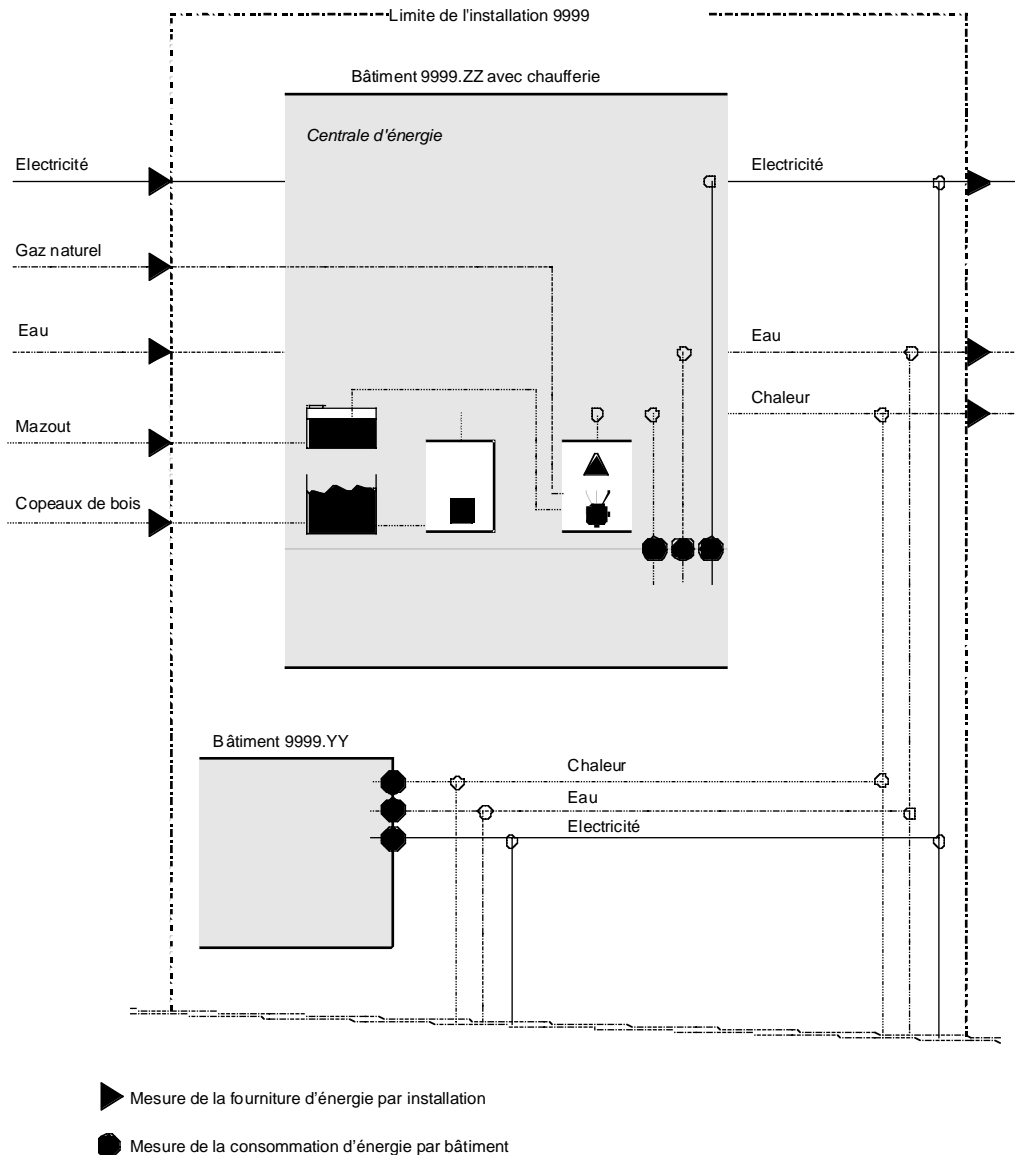 Limite de l'installation 9999
Bâtiment 9999.ZZ avec chaufferie
Centrale d'énergie
Electricité
Electricité
Gaz naturel
Eau
Eau
Chaleur
Mazout
Copeaux de bois
Bâtiment 9999.YY
Chaleur
Eau
Electricité
Mesure de la fourniture d'énergie par installation
Mesure de la consommation d'énergie par bâtiment